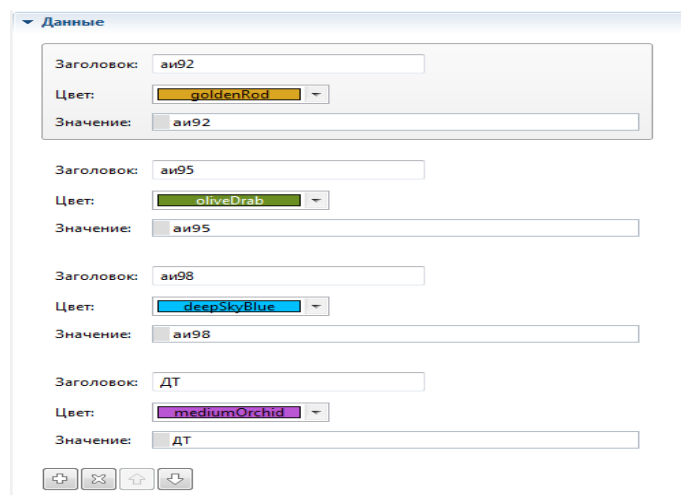 Данные
Заголовок: аи92
Цвет: goldenRod
Значение: аи92
Заголовок: аи95
Цвет: oliveDrab
Значение: аи95
Заголовок: аи98
Цвет: deepSkyBlue
Значение: аи98
Заголовок: ДТ
Цвет: mediumOrchid
Значение: ДТ